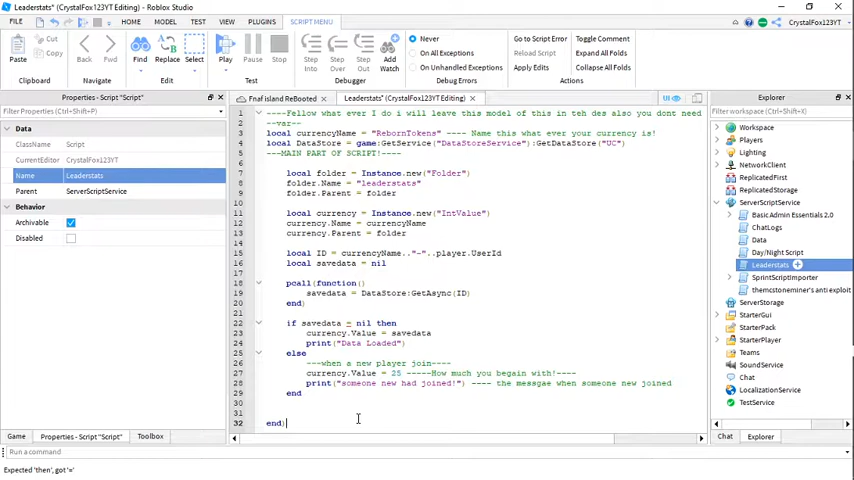 Leaderstats* (CrystalFox123YT Editing) - Roblox Studio
FILE
HOME MODEL TEST VIEW PLUGINS SCRIPT MENU
CrystalFox123YT
Paste
Cut
Copy
Clipboard
Back Fwd
Navigate
Find Replace Select
Edit
Play Pause Stop
Test
Step Into
Step Over
Step Out
Add Watch
Debugger
Never
On All Exceptions
On Unhandled Exceptions
Debug Errors
Go to Script Error
Reload Script
Apply Edits
Toggle Comment
Expand All Folds
Collapse All Folds
Actions
Properties - Script "Script"
Filter Properties (Ctrl+Shift+P)
Data
ClassName Script
CurrentEditor CrystalFox123YT
Name Leaderstats
Parent ServerScriptService
Behavior
Archivable
Disabled
Fnaf island ReBooted
Leaderstats* (CrystalFox123YT Editing)
UI
1 ----Fellow what ever I do i will leave this model of this in teh des also you dont need
2 --var--
3 local currencyName = "RebornTokens" ---- Name this what ever your currency is!
4 local DataStore = game:GetService("DataStoreService"):GetDataStore("UC")
5 ---MAIN PART OF SCRIPT!----
6
7 local folder = Instance.new("Folder")
8 folder.Name = "leaderstats"
9 folder.Parent = folder
10
11 local currency = Instance.new("IntValue")
12 currency.Name = currencyName
13 currency.Parent = folder
14
15 local ID = currencyName.."-"..player.UserId
16 local savedata = nil
17
18 pcall(function()
19 savedata = DataStore:GetAsync(ID)
20 end)
21
22 if savedata = nil then
23 currency.Value = savedata
24 print("Data Loaded")
25 else
26 ---when a new player join----
27 currency.Value = 25 -----How much you begain with!----
28 print("someone new had joined!") ---- the messgae when someone new joined
29 end
30
31
32 end)
Explorer
Filter workspace (Ctrl+Shift+X)
Workspace
Players
Lighting
NetworkClient
ReplicatedFirst
ReplicatedStorage
ServerScriptService
Basic Admin Essentials 2.0
ChatLogs
Data
Day/Night Script
Leaderstats
SprintScriptImporter
themcstoneminer's anti exploit
ServerStorage
StarterGui
StarterPack
StarterPlayer
Teams
SoundService
Chat
LocalizationService
TestService
Game
Properties - Script "Script"
Toolbox
Chat
Explorer
Run a command
Expected 'then', got '='